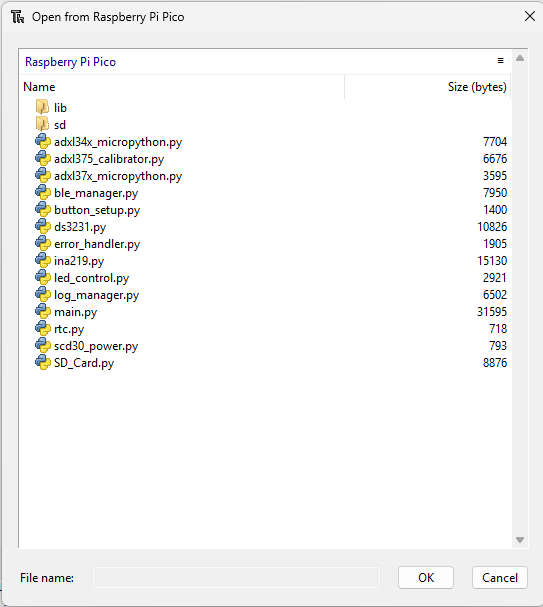 Open from Raspberry Pi Pico
Raspberry Pi Pico
Name Size (bytes)
lib
sd
adxl34x_micropython.py 7704
adxl375_calibrator.py 6676
adxl37x_micropython.py 3595
ble_manager.py 7950
button_setup.py 1400
ds3231.py 10826
error_handler.py 1905
ina219.py 15130
led_control.py 2921
log_manager.py 6502
main.py 31595
rtc.py 718
scd30_power.py 793
SD_Card.py 8876
File name: OK Cancel